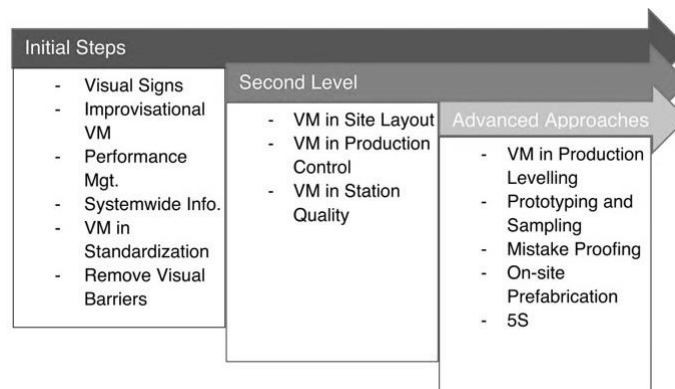 Initial Steps
- Visual Signs
- Improvisational
VM
- Performance
Mgt.
- Systemwide Info.
- VM in
Standardization
- Remove Visual
Barriers
Second Level
- VM in Site Layout
- VM in Production
Control
- VM in Station
Quality
Advanced Approaches
- VM in Production
Levelling
- Prototyping and
Sampling
- Mistake Proofing
- On-site
Prefabrication
- 5S